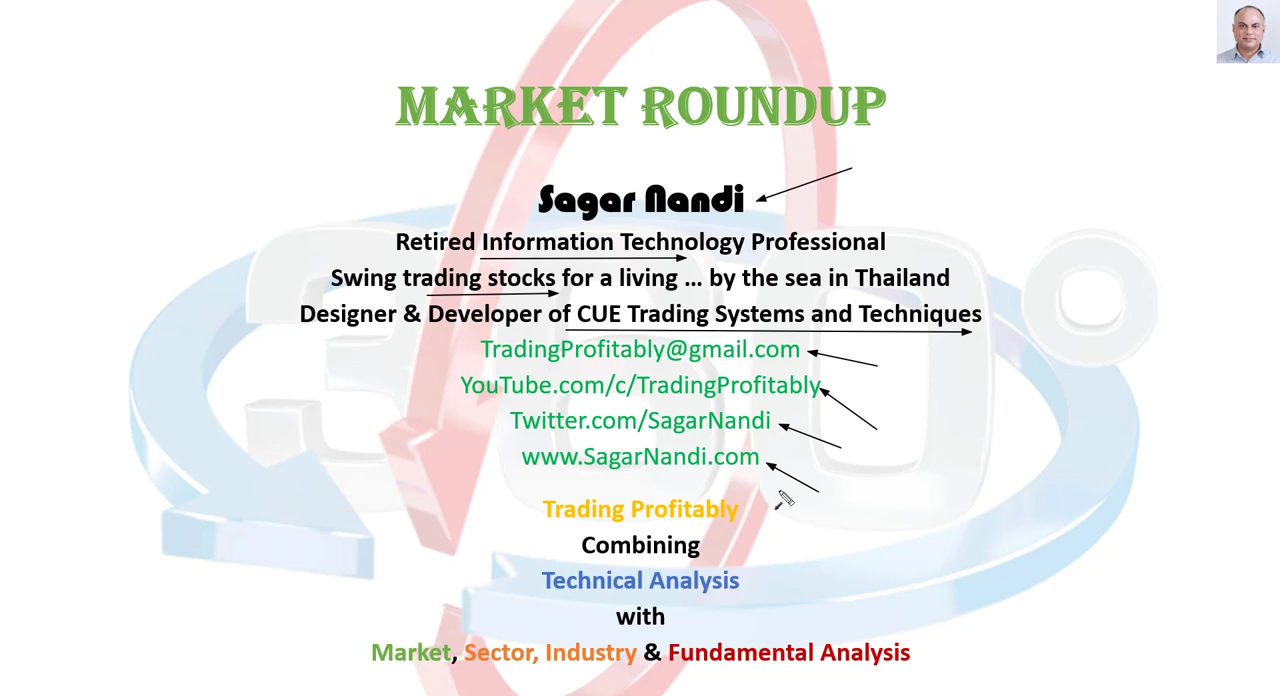 MARKET ROUNDUP
Sagar Nandi
Retired Information Technology Professional
Swing trading stocks for a living ... by the sea in Thailand
Designer & Developer of CUE Trading Systems and Techniques
TradingProfitably@gmail.com
YouTube.com/c/TradingProfitably
Twitter.com/SagarNandi
www.SagarNandi.com
Trading Profitably
Combining
Technical Analysis
with
Market, Sector, Industry & Fundamental Analysis
360°